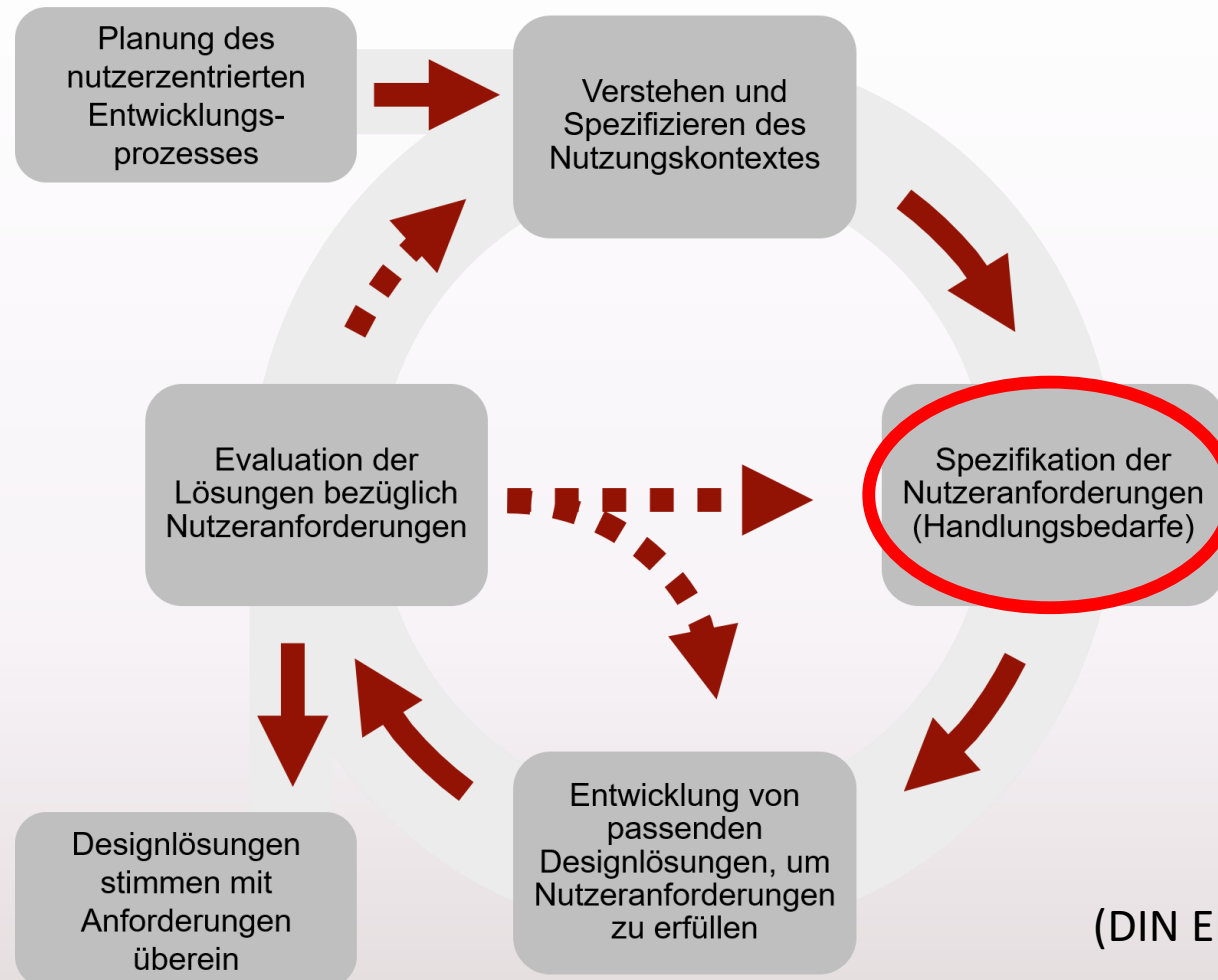 Planung des
nutzerzentrierten
Entwicklungs-
prozesses
Verstehen und
Spezifizieren des
Nutzungskontextes
Evaluation der
Lösungen bezüglich
Nutzeranforderungen
Spezifikation der
Nutzeranforderungen
(Handlungsbedarfe)
Entwicklung von
passenden
Designlösungen, um
Nutzeranforderungen
zu erfüllen
Designlösungen
stimmen mit
Anforderungen
überein
(DIN E